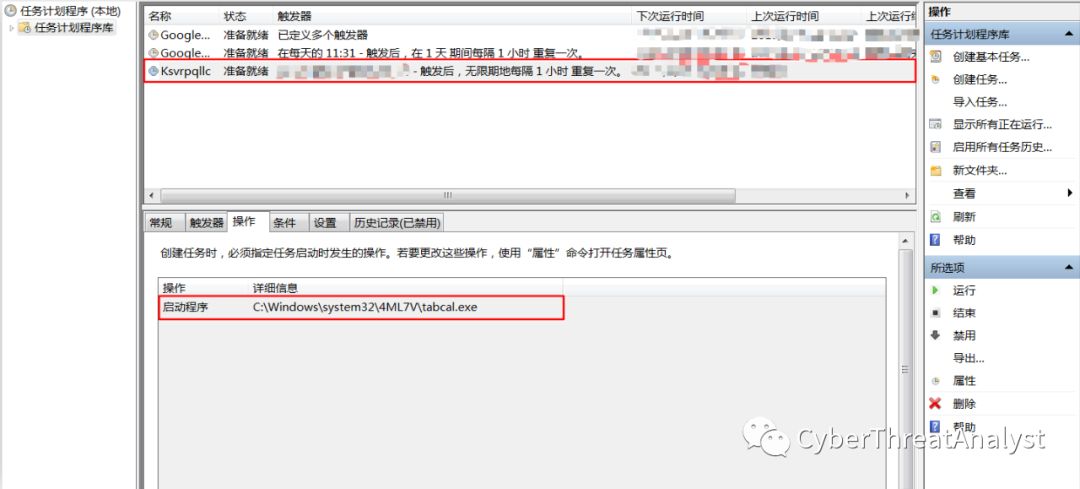 任务计划程序 (本地)
任务计划程序库
名称 状态 触发器 下次运行时间 上次运行时间 上次运行结
Google... 准备就绪 已定义多个触发器
Google... 准备就绪 在每天的 11:31 - 触发后，在 1 天 期间每隔 1 小时 重复一次。
Ksvrpqllc 准备就绪 - 触发后，无限期地每隔 1 小时 重复一次。
常规 触发器 操作 条件 设置 历史记录(已禁用)
创建任务时，必须指定任务启动时发生的操作。若要更改这些操作，使用“属性”命令打开任务属性页。
操作 详细信息
启动程序 C:\Windows\system32\4ML7V\tabcal.exe
操作
任务计划程序库
创建基本任务...
创建任务...
导入任务...
显示所有正在运行...
启用所有任务历史...
新文件夹...
查看
刷新
帮助
所选项
运行
结束
禁用
导出...
属性
删除
帮助
CyberThreatAnalyst